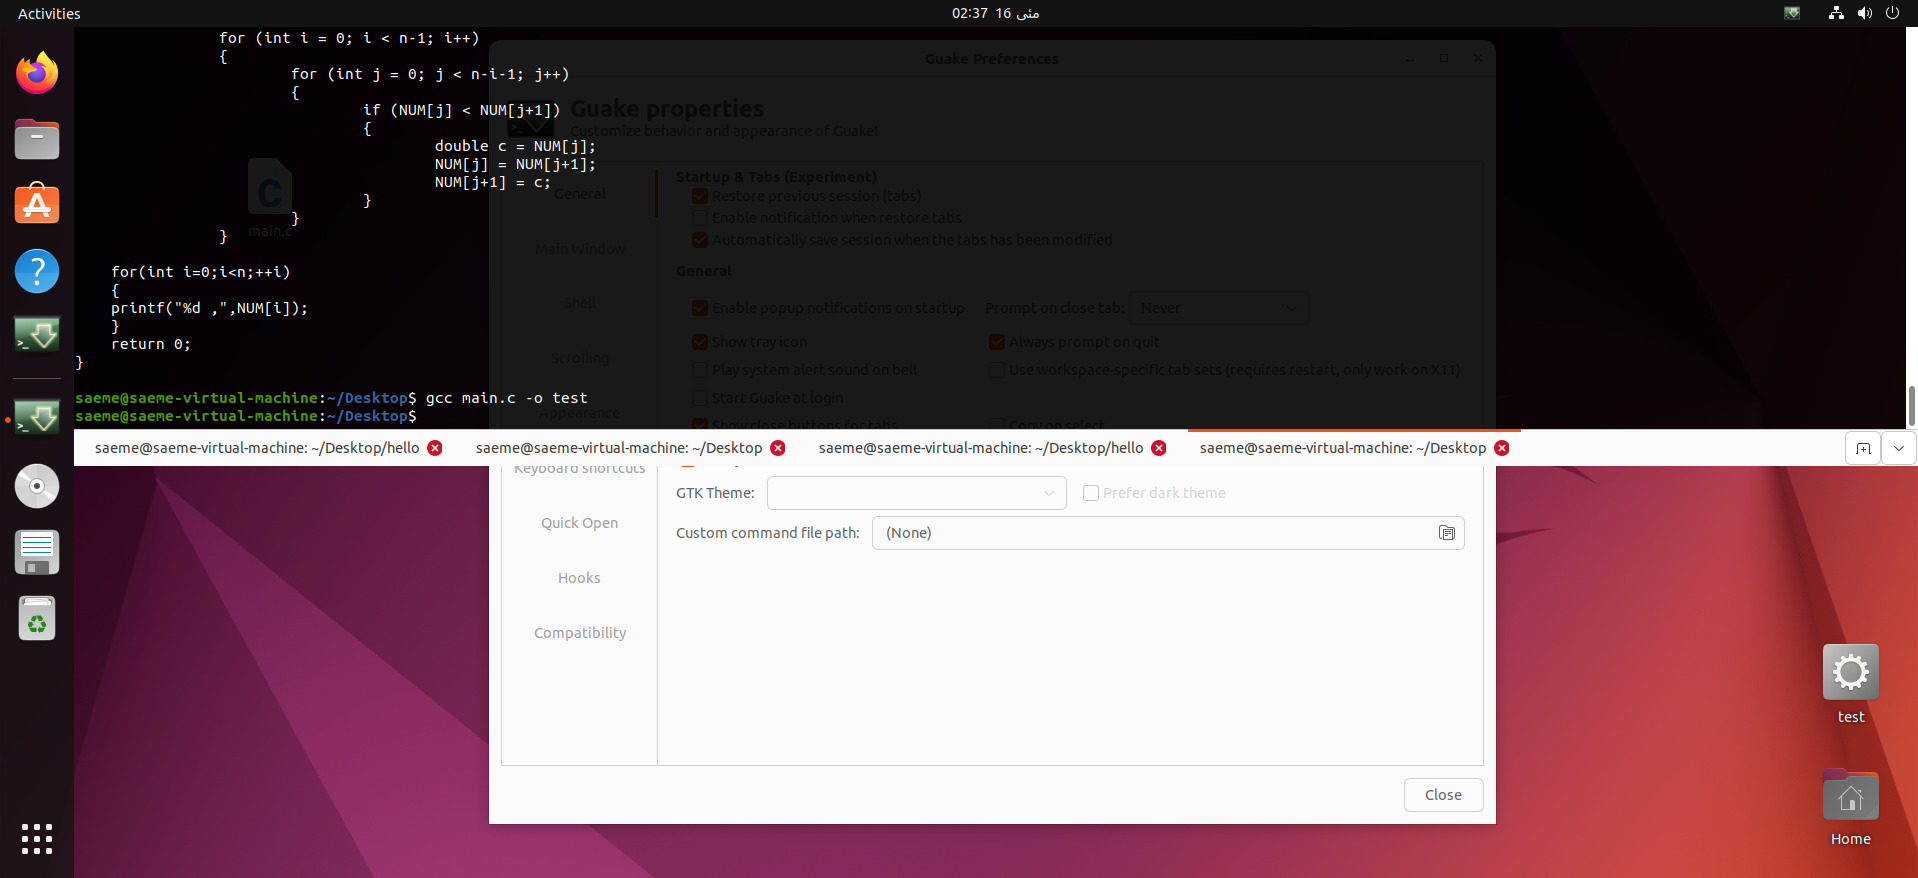 Activities
02:37 16 مئی
for (int i = 0; i < n-1; i++)
{
for (int j = 0; j < n-i-1; j++)
{
if (NUM[j] < NUM[j+1])
{
double c = NUM[j];
NUM[j] = NUM[j+1];
NUM[j+1] = c;
}
}
}
for(int i=0;i<n;++i)
{
printf("%d ,",NUM[i]);
}
return 0;
}
saeme@saeme-virtual-machine:~/Desktop$ gcc main.c -o test
saeme@saeme-virtual-machine:~/Desktop$
main.c
Guake Preferences
Guake properties
Customize behavior and appearance of Guake!
General
Main Window
Shell
Scrolling
Appearance
Keyboard shortcuts
Quick Open
Hooks
Compatibility
Startup & Tabs (Experiment)
Restore previous session (tabs)
Enable notification when restore tabs
Automatically save session when the tabs has been modified
General
Enable popup notifications on startup Prompt on close tab: Never
Show tray icon Always prompt on quit
Play system alert sound on bell Use workspace-specific tab sets (requires restart, only work on X11)
Start Guake at login
Show close buttons for tabs Copy on select
saeme@saeme-virtual-machine: ~/Desktop/hello saeme@saeme-virtual-machine: ~/Desktop saeme@saeme-virtual-machine: ~/Desktop/hello saeme@saeme-virtual-machine: ~/Desktop
GTK Theme: Prefer dark theme
Custom command file path: (None)
Close
test
Home